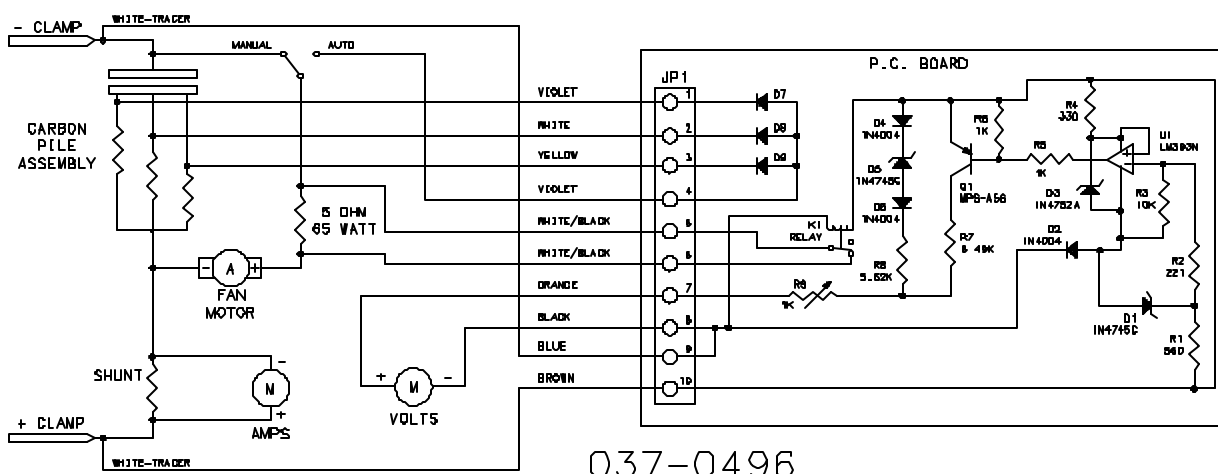 - CLAMP
WHITE-TRACER
MANUAL
AUTO
CARBON
PILE
ASSEMBLY
5 OHM
65 WATT
- A +
FAN
MOTOR
SHUNT
-
M
+
AMPS
+ CLAMP
WHITE-TRACER
+ M -
VOLTS
VIOLET
WHITE
YELLOW
VIOLET
WHITE/BLACK
WHITE/BLACK
ORANGE
BLACK
BLUE
BROWN
JP1
1
2
3
4
5
6
7
8
9
10
P.C. BOARD
D7
D8
D9
K1
RELAY
R9
1K
D4
1N4004
D5
1N4745C
D6
1N4004
R8
5.62K
Q1
MPS-A56
R7
R6
1K
R5
1K
R4
330
U1
LM393N
+
-
D3
1N4752A
R3
10K
D2
1N4004
R2
221
D1
1N4745C
R1
037-0496